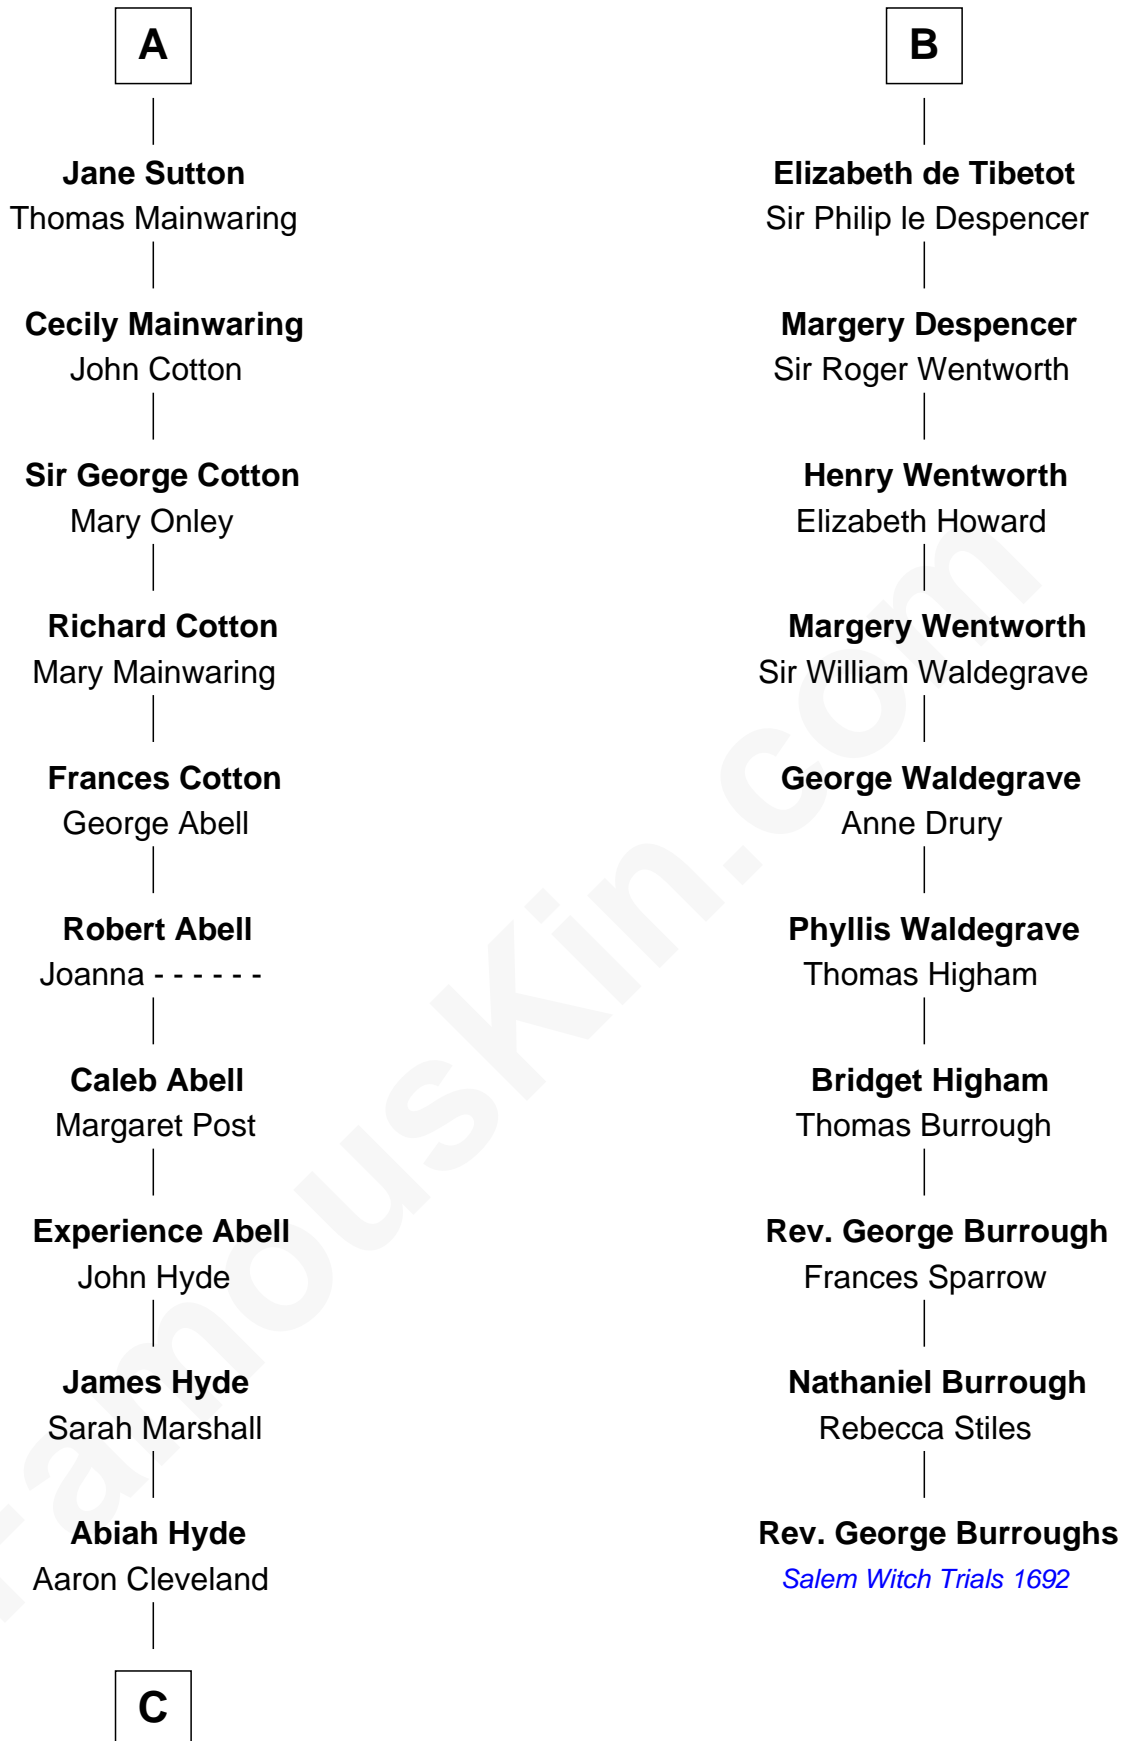 A
Jane Sutton
Thomas Mainwaring
Cecily Mainwaring
John Cotton
Sir George Cotton
Mary Onley
Richard Cotton
Mary Mainwaring
Frances Cotton
George Abell
Robert Abell
Joanna - - - - - -
Caleb Abell
Margaret Post
Experience Abell
John Hyde
James Hyde
Sarah Marshall
Abiah Hyde
Aaron Cleveland
C
B
Elizabeth de Tibetot
Sir Philip le Despencer
Margery Despencer
Sir Roger Wentworth
Henry Wentworth
Elizabeth Howard
Margery Wentworth
Sir William Waldegrave
George Waldegrave
Anne Drury
Phyllis Waldegrave
Thomas Higham
Bridget Higham
Thomas Burrough
Rev. George Burrough
Frances Sparrow
Nathaniel Burrough
Rebecca Stiles
Rev. George Burroughs
Salem Witch Trials 1692
FamousKin.com